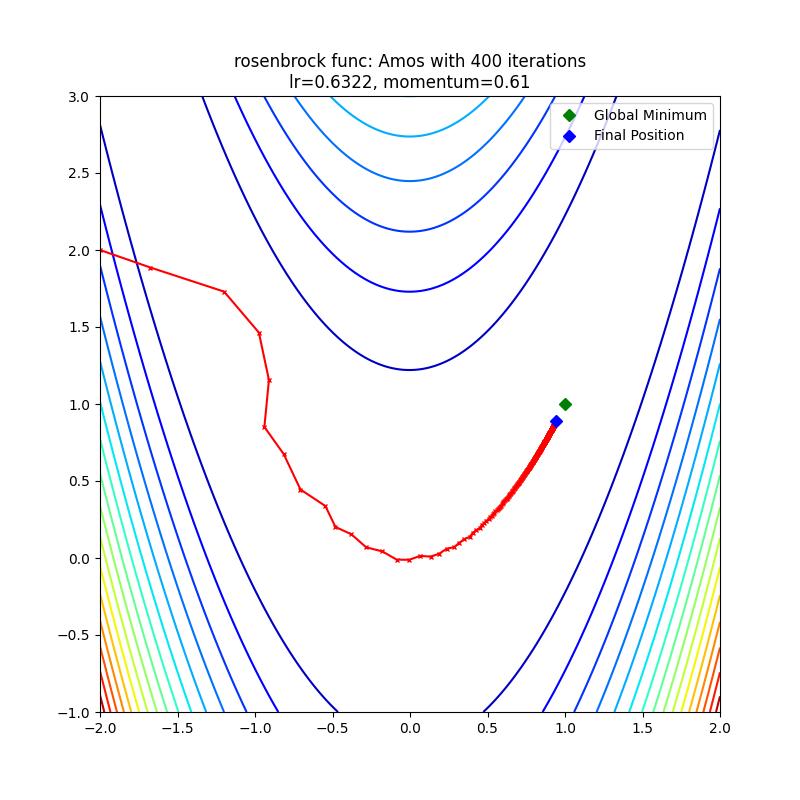 rosenbrock func: Amos with 400 iterations
lr=0.6322, momentum=0.61
Global Minimum
Final Position
3.0
2.5
2.0
1.5
1.0
0.5
0.0
−0.5
−1.0
−2.0 −1.5 −1.0 −0.5 0.0 0.5 1.0 1.5 2.0